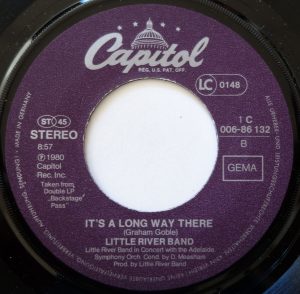 Capitol
REG. U.S. PAT. OFF.
MADE IN GERMANY
LC 0148
ST 45
STEREO
8:57
℗ 1980
Capitol
Rec. Inc.
Taken from
Double LP
„Backstage
Pass"
1 C
006-86 132
B
GEMA
IT'S A LONG WAY THERE
(Graham Goble)
LITTLE RIVER BAND
Little River Band in Concert with the Adelaide
Symphony Orch. Cond. by D. Measham
Prod. by Little River Band